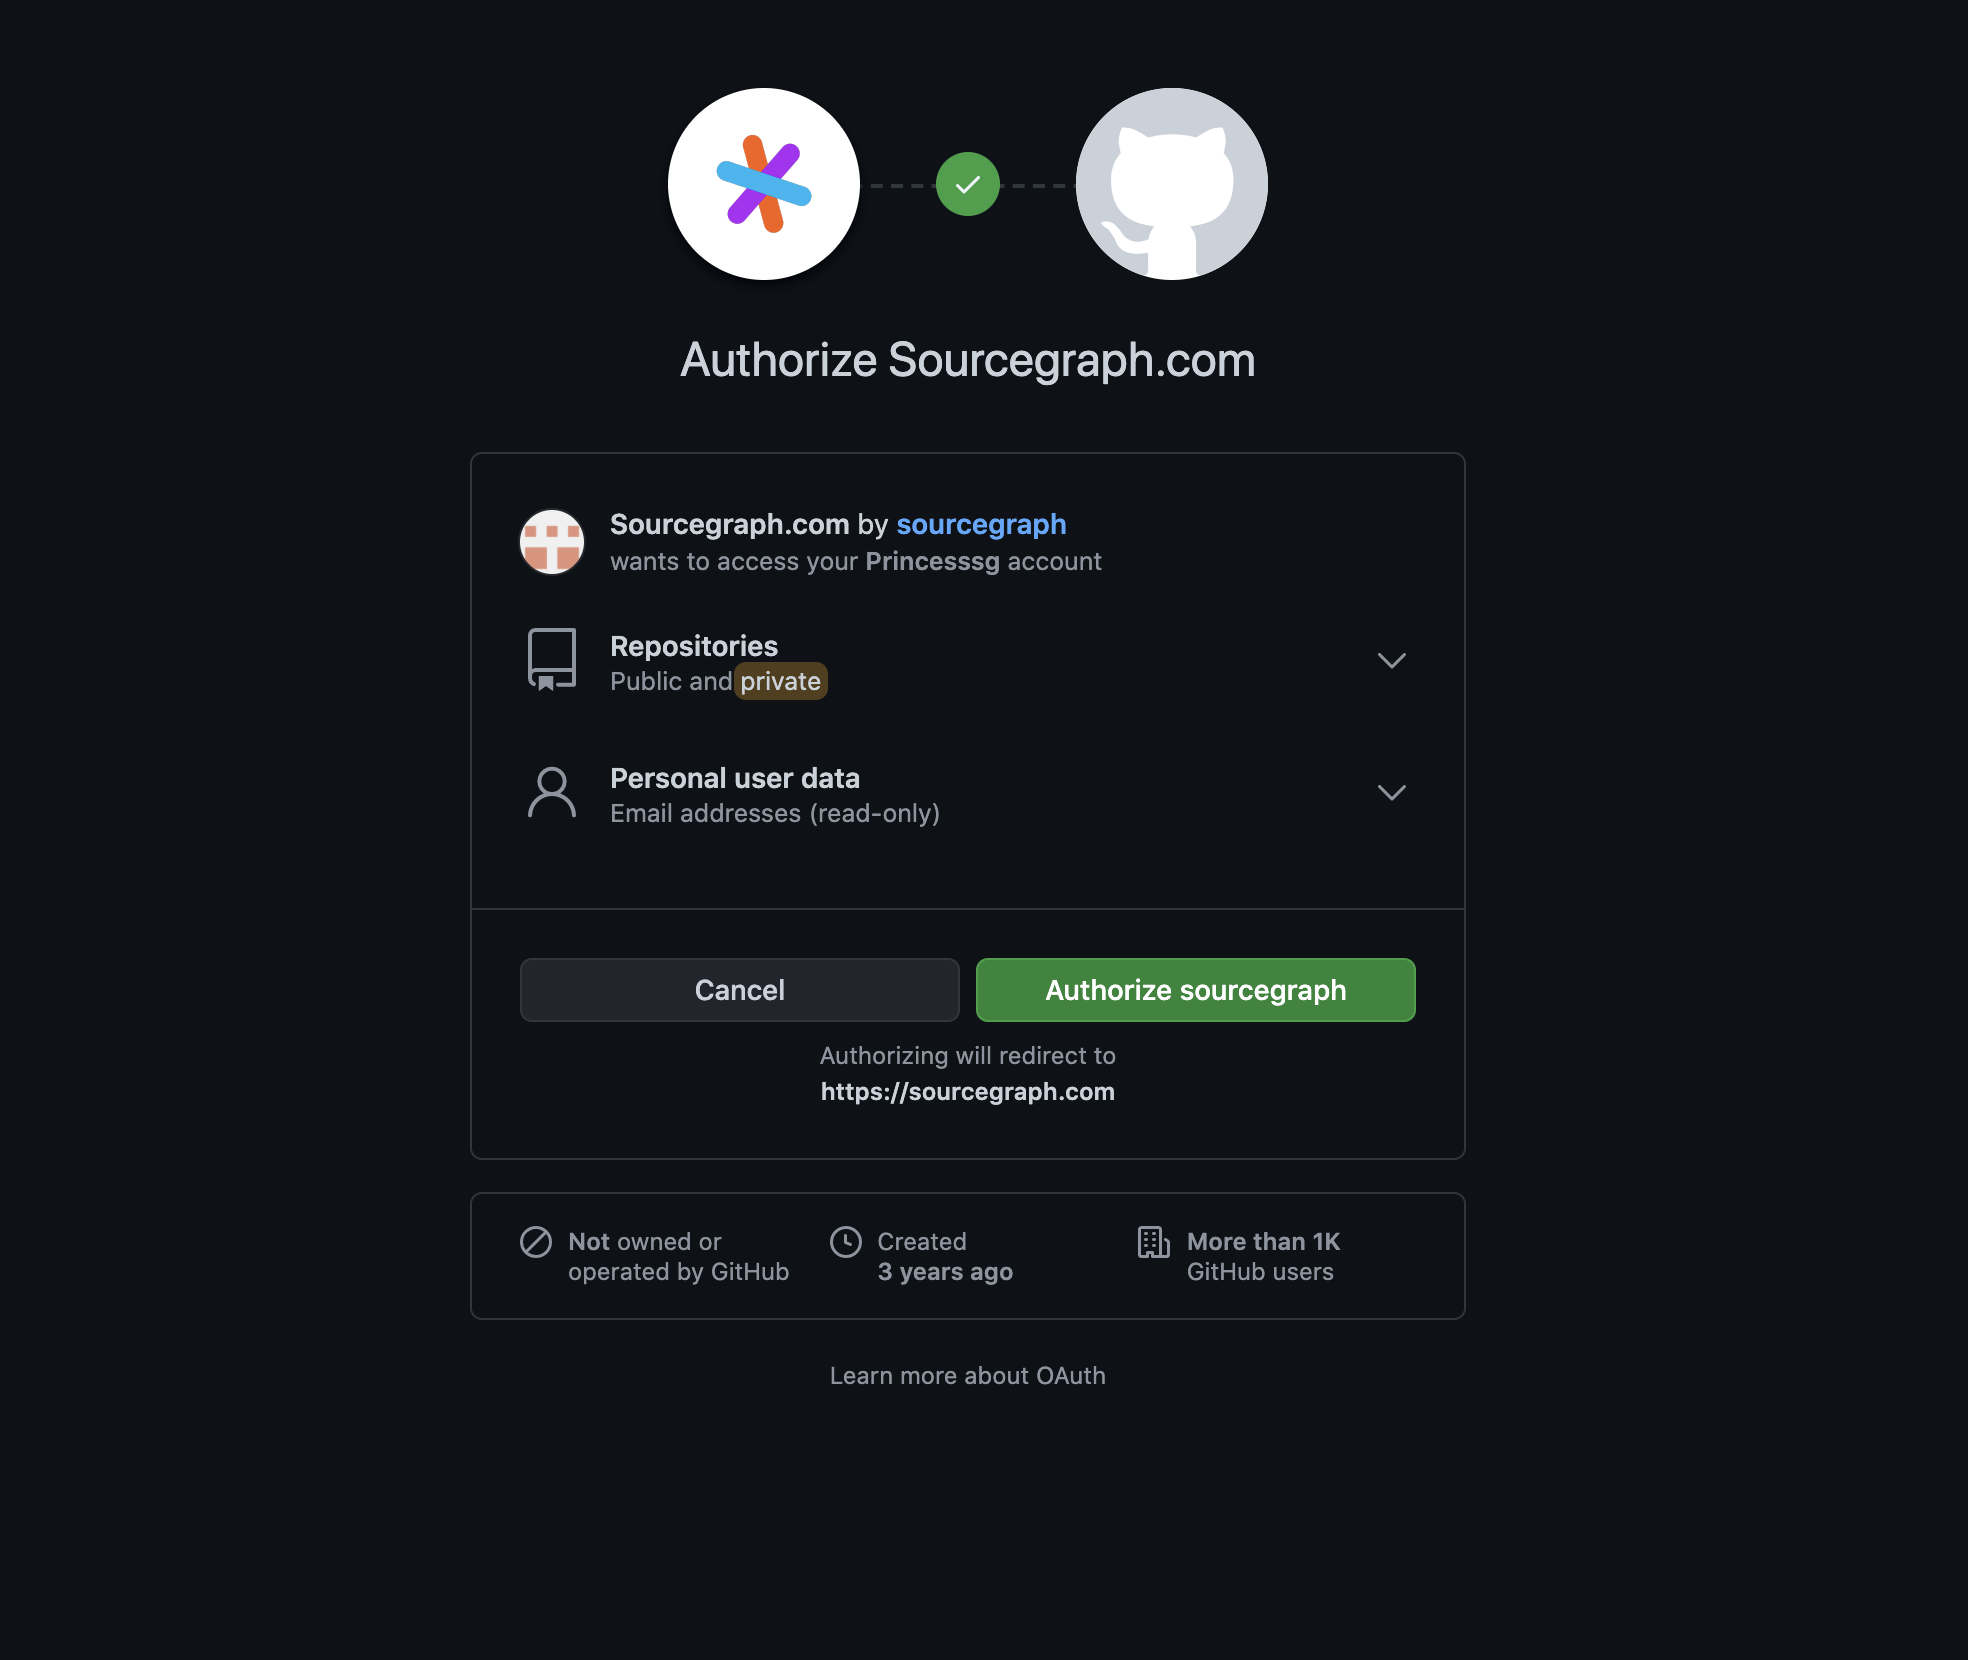 Authorize Sourcegraph.com
Sourcegraph.com by sourcegraph
wants to access your Princesssg account
Repositories
Public and private
Personal user data
Email addresses (read-only)
Cancel
Authorize sourcegraph
Authorizing will redirect to
https://sourcegraph.com
Not owned or
operated by GitHub
Created
3 years ago
More than 1K
GitHub users
Learn more about OAuth